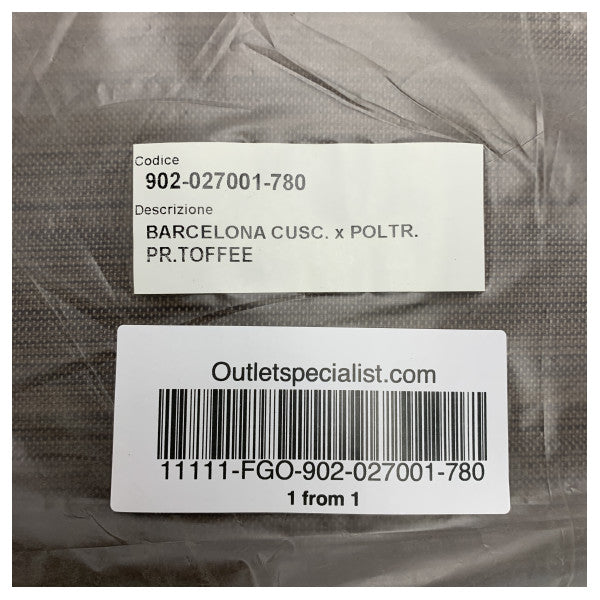 Codice
902-027001-780
Descrizione
BARCELONA CUSC. x POLTR.
PR.TOFFEE
Outletspecialist.com
11111-FGO-902-027001-780
1 from 1